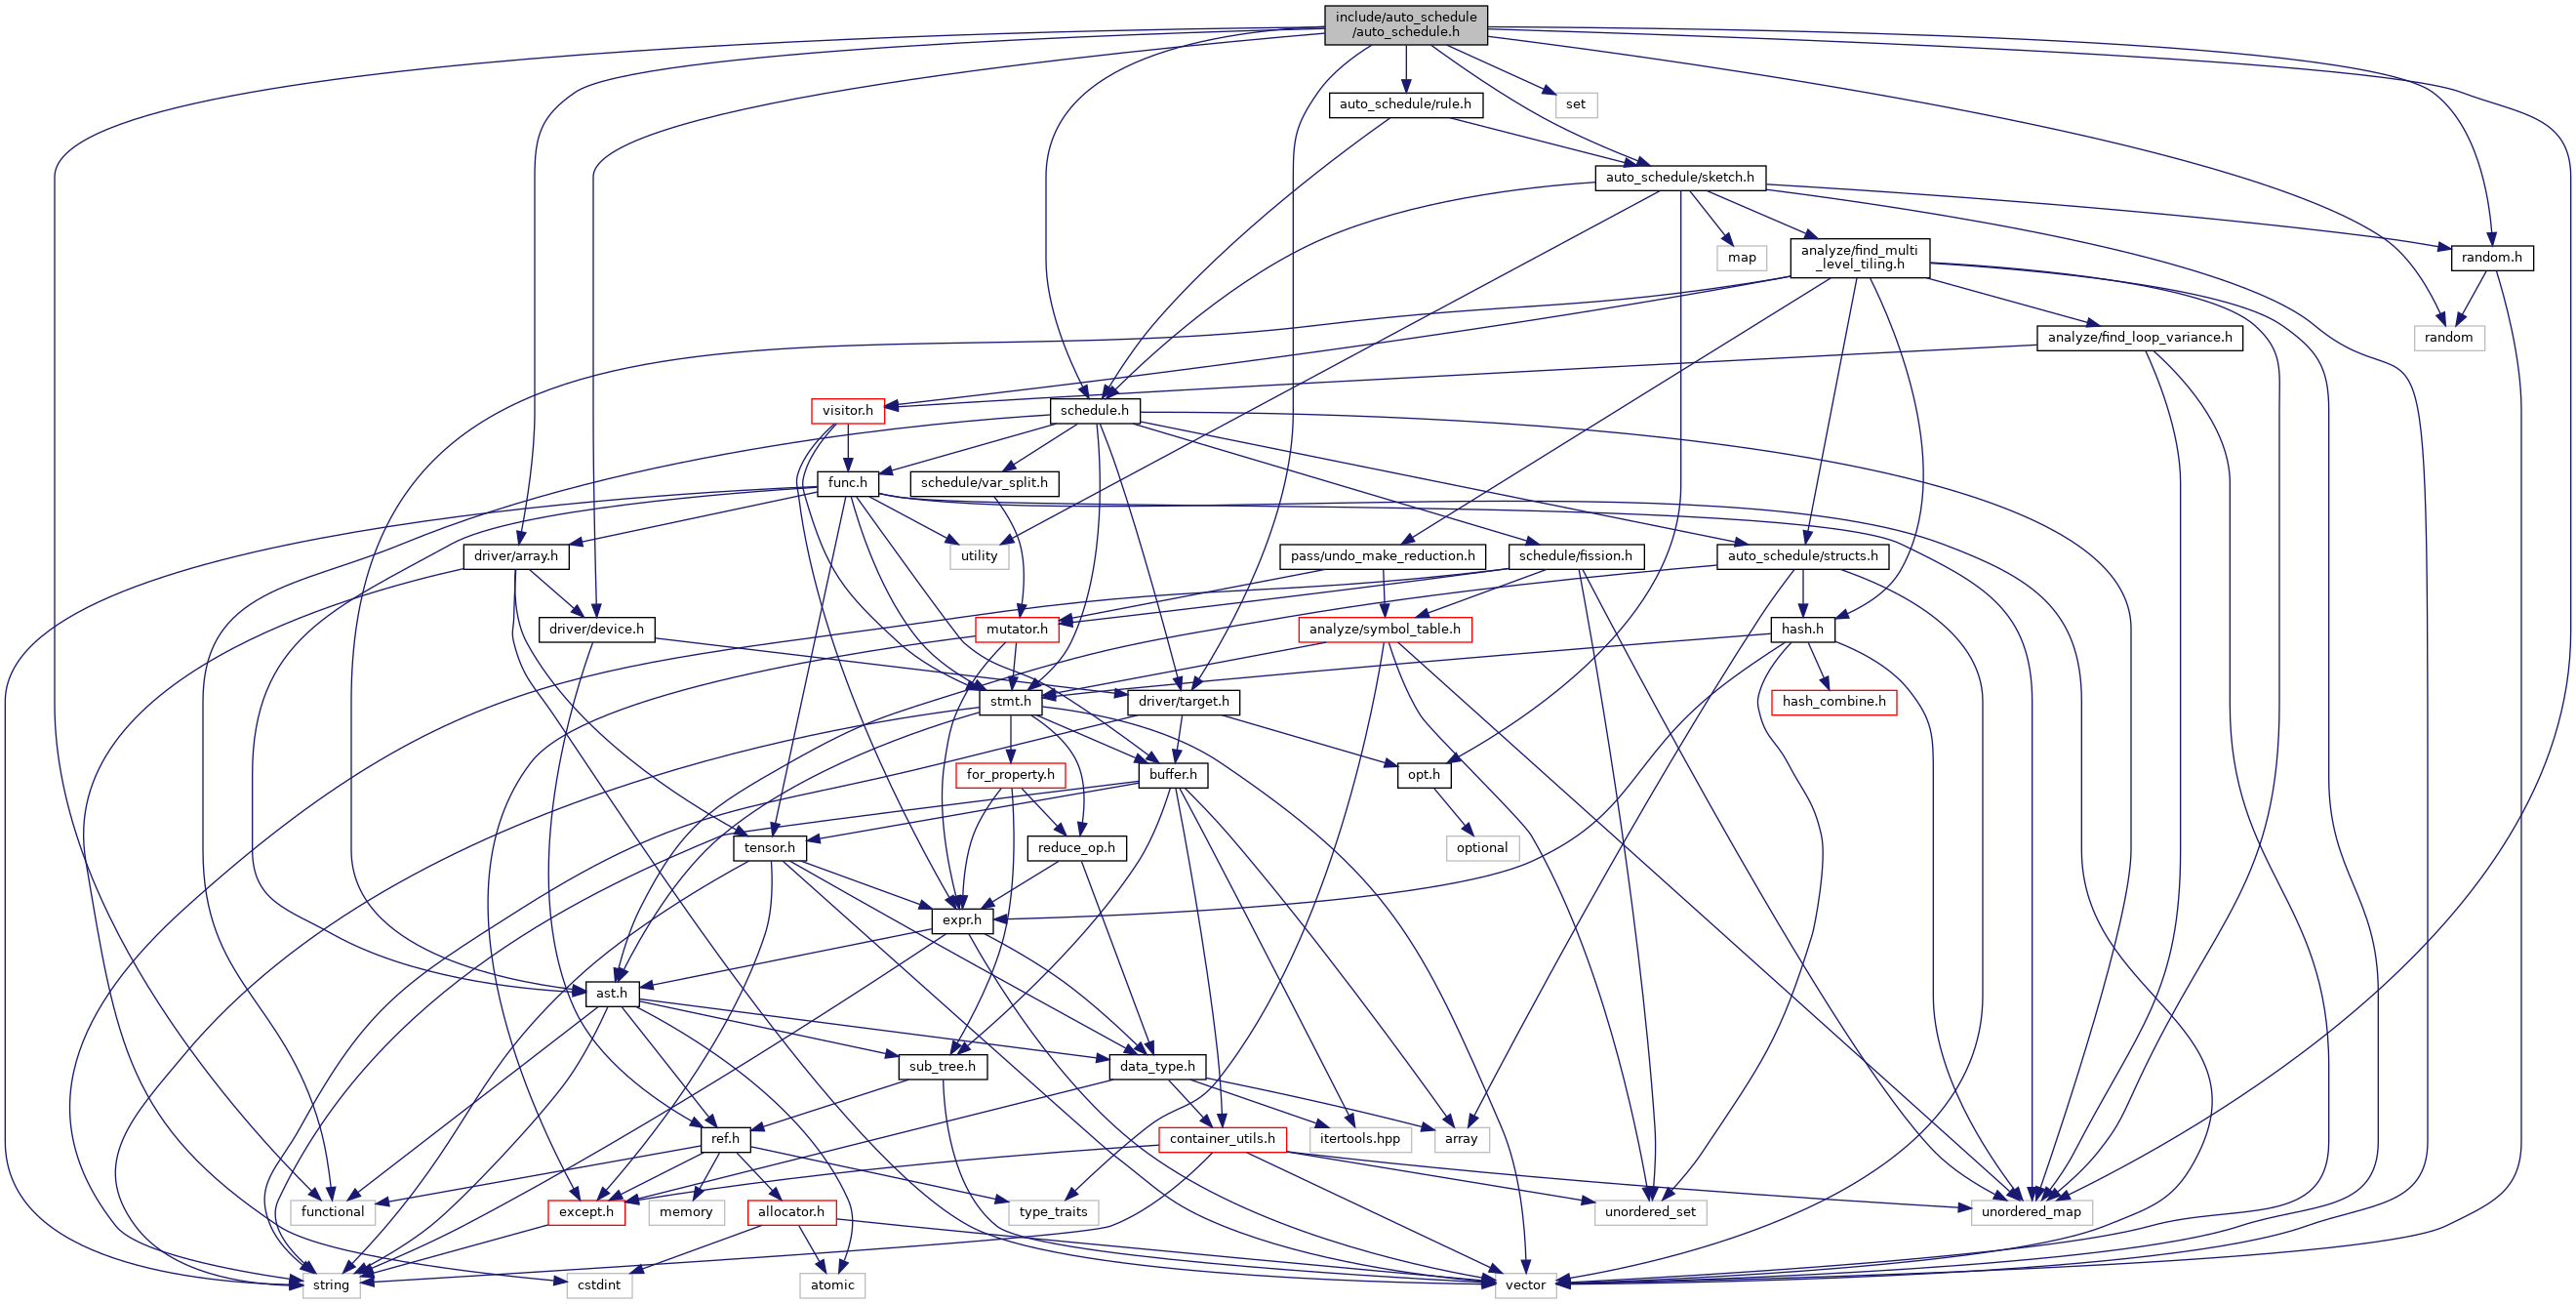 include/auto_schedule
/auto_schedule.h
auto_schedule/rule.h
set
auto_schedule/sketch.h
map
analyze/find_multi
_level_tiling.h
random.h
analyze/find_loop_variance.h
random
visitor.h
schedule.h
func.h
schedule/var_split.h
driver/array.h
utility
pass/undo_make_reduction.h
schedule/fission.h
auto_schedule/structs.h
driver/device.h
mutator.h
analyze/symbol_table.h
hash.h
stmt.h
driver/target.h
hash_combine.h
for_property.h
buffer.h
opt.h
tensor.h
reduce_op.h
optional
expr.h
ast.h
sub_tree.h
data_type.h
ref.h
container_utils.h
itertools.hpp
array
functional
except.h
memory
allocator.h
type_traits
unordered_set
unordered_map
string
cstdint
atomic
vector